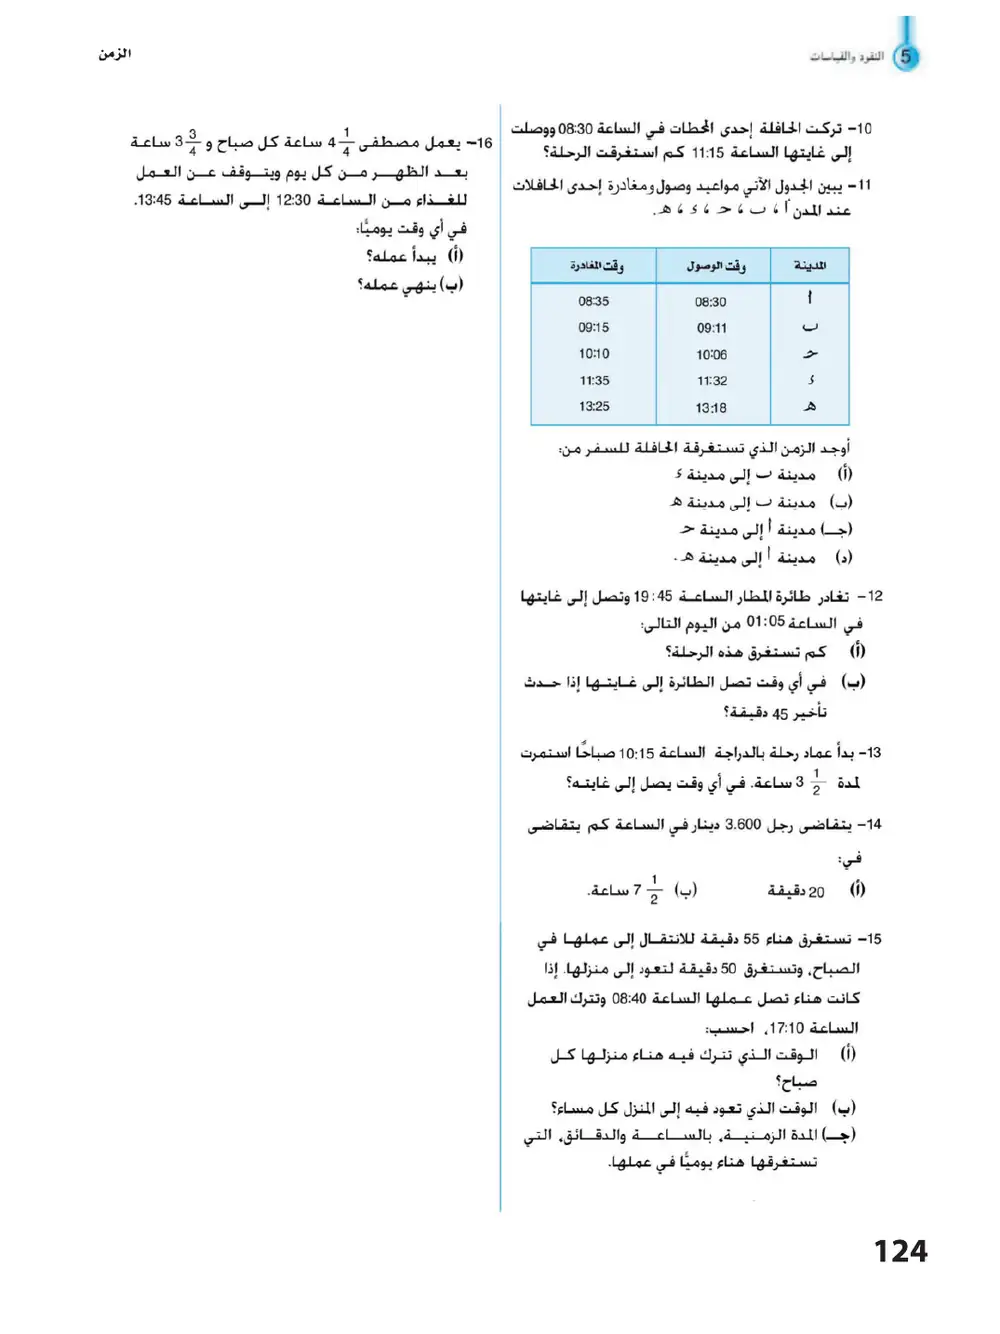 5 النقود والقياسات
الزمن
10- تركت الحافلة إحدى المحطات في الساعة 08:30 ووصلت
إلى غايتها الساعة 11:15 كم استغرقت الرحلة؟
11- يبين الجدول الآتي مواعيد وصول ومغادرة إحدى الحافلات
عند المدن أ ، ب ، حـ ، ء ، هـ .
المدينة وقت الوصول وقت المغادرة
أ 08:30 08:35
ب 09:11 09:15
حـ 10:06 10:10
ء 11:32 11:35
هـ 13:18 13:25
أوجد الزمن الذي تستغرقة الحافلة للسفر من:
(أ) مدينة ب إلى مدينة ء
(ب) مدينة ب إلى مدينة هـ
(جـ) مدينة أ إلى مدينة حـ
(د) مدينة أ إلى مدينة هـ .
12- تغادر طائرة المطار الساعة 19:45 وتصل إلى غايتها
في الساعة 01:05 من اليوم التالى:
(أ) كم تستغرق هذه الرحلة؟
(ب) في أي وقت تصل الطائرة إلى غايتها إذا حدث
تأخير 45 دقيقة؟
13- بدأ عماد رحلة بالدراجة الساعة 10:15 صباحًا استمرت
لمدة 3 1/2 ساعة. في أي وقت يصل إلى غايته؟
14- يتقاضى رجل 3.600 دينار في الساعة كم يتقاضى
في:
(أ) 20 دقيقة (ب) 7 1/2 ساعة.
15- تستغرق هناء 55 دقيقة للانتقال إلى عملها في
الصباح، وتستغرق 50 دقيقة لتعود إلى منزلها. إذا
كانت هناء تصل عملها الساعة 08:40 وتترك العمل
الساعة 17:10، احسب:
(أ) الوقت الذي تترك فيه هناء منزلها كل
صباح؟
(ب) الوقت الذي تعود فيه إلى المنزل كل مساء؟
(جـ) المدة الزمنية، بالساعة والدقائق، التي
تستغرقها هناء يوميًا في عملها.
16- يعمل مصطفى 4 1/4 ساعة كل صباح و 3 3/4 ساعة
بعد الظهر من كل يوم ويتوقف عن العمل
للغذاء من الساعة 12:30 إلى الساعة 13:45.
في أي وقت يوميًا:
(أ) يبدأ عمله؟
(ب) ينهي عمله؟
124